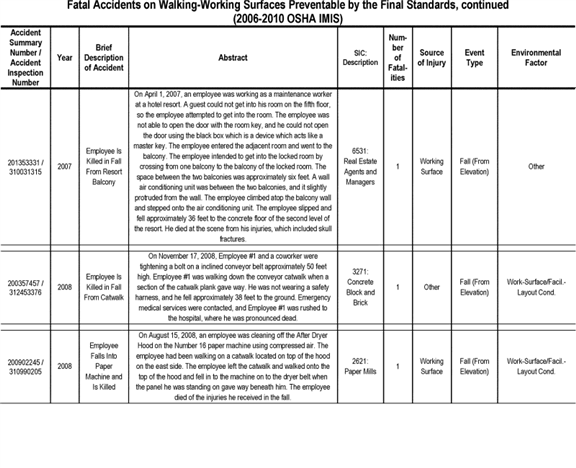 Fatal Accidents on Walking-Working Surfaces Preventable by the Final Standards, continued
(2006-2010 OSHA IMIS)
Accident
Summary
Number /
Accident
Inspection
Number
Year
Brief
Description
of Accident
Abstract
SIC:
Description
Num-
ber
of
Fatal-
ities
Source
of Injury
Event
Type
Environmental
Factor
201353331 /
310031315
2007
Employee Is
Killed in Fall
From Resort
Balcony
On April 1, 2007, an employee was working as a maintenance worker
at a hotel resort. A guest could not get into his room on the fifth floor,
so the employee attempted to get into the room. The employee was
not able to open the door with the room key, and he could not open
the door using the black box which is a device which acts like a
master key. The employee entered the adjacent room and went to the
balcony. The employee intended to get into the locked room by
crossing from one balcony to the balcony of the locked room. The
space between the two balconies was approximately six feet. A wall
air conditioning unit was between the two balconies, and it slightly
protruded from the wall. The employee climbed atop the balcony wall
and stepped onto the air conditioning unit. The employee slipped and
fell approximately 36 feet to the concrete floor of the second level of
the resort. He died at the scene from his injuries, which included skull
fractures.
6531:
Real Estate
Agents and
Managers
1
Working
Surface
Fall (From
Elevation)
Other
200357457 /
312453376
2008
Employee Is
Killed in Fall
From Catwalk
On November 17, 2008, Employee #1 and a coworker were
tightening a bolt on a inclined conveyor belt approximately 50 feet
high. Employee #1 was walking down the conveyor catwalk when a
section of the catwalk plank gave way. He was not wearing a safety
harness, and he fell approximately 38 feet to the ground. Emergency
medical services were contacted, and Employee #1 was rushed to
the hospital, where he was pronounced dead.
3271:
Concrete
Block and
Brick
1
Other
Fall (From
Elevation)
Work-Surface/Facil.-
Layout Cond.
200902245 /
310990205
2008
Employee
Falls Into
Paper
Machine and
Is Killed
On August 15, 2008, an employee was cleaning off the After Dryer
Hood on the Number 16 paper machine using compressed air. The
employee had been walking on a catwalk located on top of the hood
on the east side. The employee left the catwalk and walked onto the
top of the hood and fell in to the machine on to the dryer belt when
the panel he was standing on gave way beneath him. The employee
died of the injuries he received in the fall.
2621:
Paper Mills
1
Working
Surface
Fall (From
Elevation)
Work-Surface/Facil.-
Layout Cond.